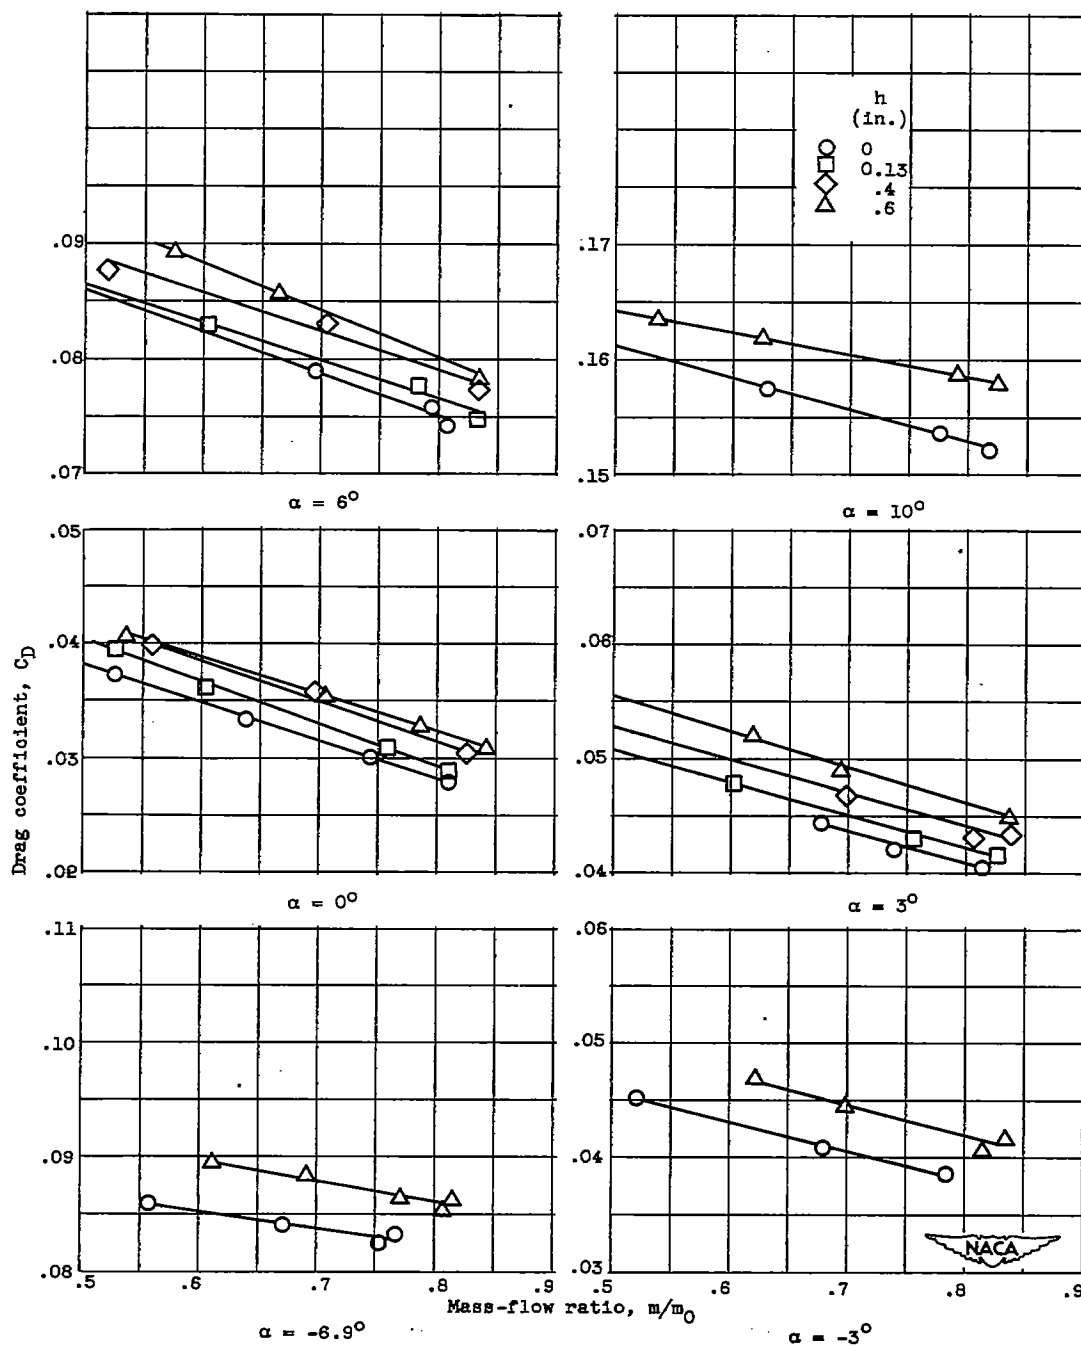 h
(in.)
0
0.13
.4
.6
.09
.08
.07
α = 6°
.17
.16
.15
α = 10°
Drag coefficient, C_D
.05
.04
.03
.02
α = 0°
.07
.06
.05
.04
α = 3°
.11
.10
.09
.08
.5 .6 .7 .8 .9
.06
.05
.04
.03
NACA
.5 .6 .7 .8 .9
Mass-flow ratio, m/m₀
α = -6.9°
α = -3°